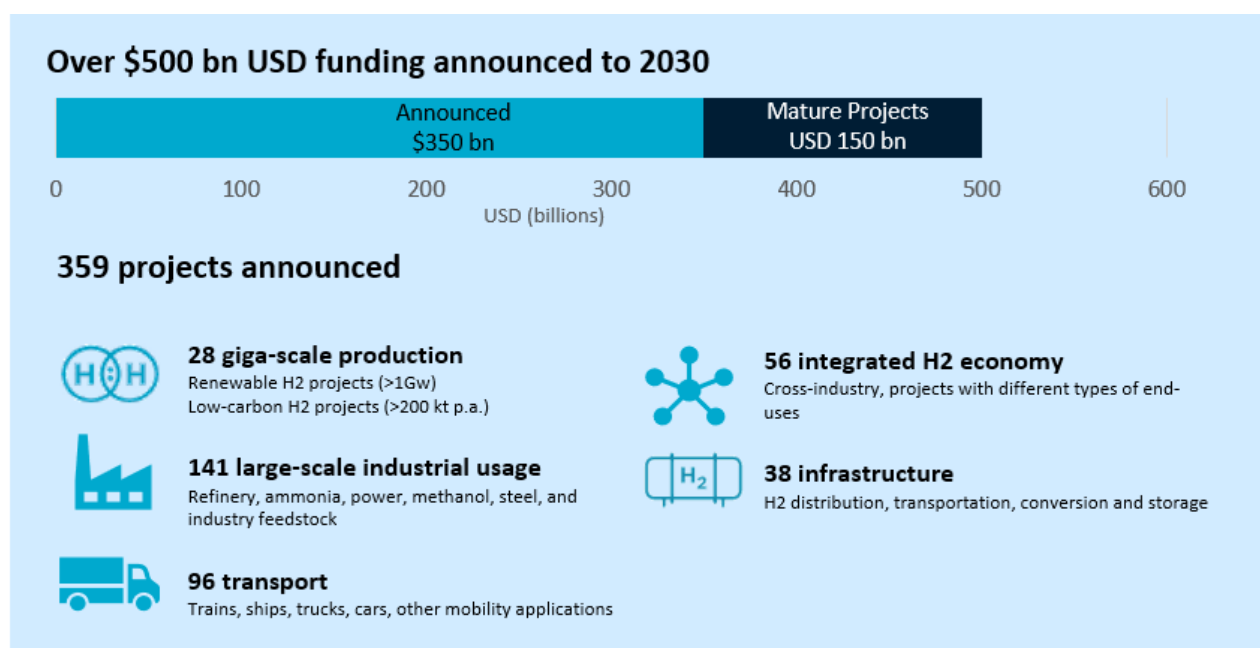 Over $500 bn USD funding announced to 2030
Announced
$350 bn
Mature Projects
USD 150 bn
0 100 200 300 400 500 600
USD (billions)
359 projects announced
H H
28 giga-scale production
Renewable H2 projects (>1Gw)
Low-carbon H2 projects (>200 kt p.a.)
141 large-scale industrial usage
Refinery, ammonia, power, methanol, steel, and
industry feedstock
96 transport
Trains, ships, trucks, cars, other mobility applications
56 integrated H2 economy
Cross-industry, projects with different types of end-
uses
H2
38 infrastructure
H2 distribution, transportation, conversion and storage